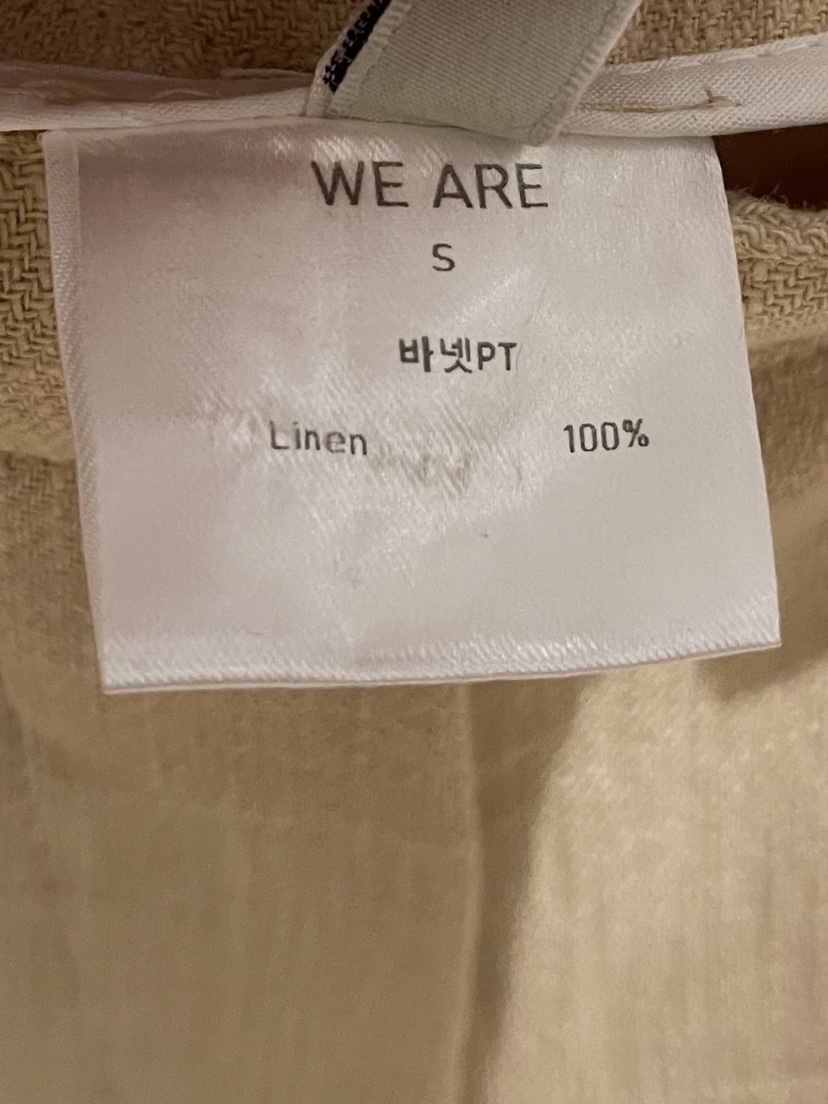 WE ARE
S
바넷PT
Linen 100%